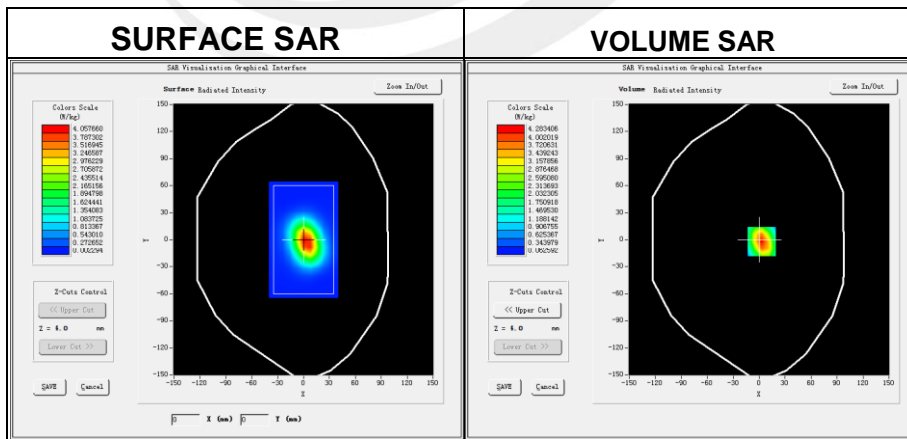 SURFACE SAR
VOLUME SAR
SAR Visualisation Graphical Interface
Surface Radiated Intensity
Zoom In/Out
Colors Scale
(W/kg)
4.057660
3.787302
3.516945
3.246587
2.976229
2.705872
2.435514
2.165156
1.894798
1.624441
1.354083
1.083725
0.813367
0.543010
0.272652
0.002294
Z-Cuts Control
<< Upper Cut
Z = 4.0 mm
Lower Cut >>
SAVE
Cancel
150
120
90
60
30
0
-30
-60
-90
-120
-150
Y
-150 -120 -90 -60 -30 0 30 60 90 120 150
X
0 X (mm) 0 Y (mm)
SAR Visualisation Graphical Interface
Volume Radiated Intensity
Zoom In/Out
Colors Scale
(W/kg)
4.283406
4.002019
3.720631
3.439243
3.157856
2.876468
2.595080
2.313693
2.032305
1.750918
1.469530
1.188142
0.906755
0.625367
0.343979
0.062592
Z-Cuts Control
<< Upper Cut
Z = 4.0 mm
Lower Cut >>
SAVE
Cancel
150
120
90
60
30
0
-30
-60
-90
-120
-150
Y
-150 -120 -90 -60 -30 0 30 60 90 120 150
X